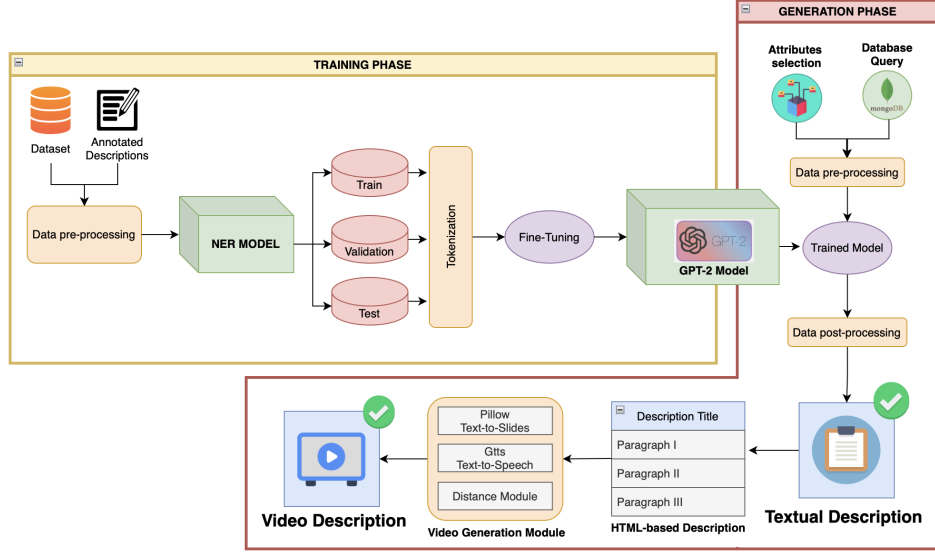 GENERATION PHASE
Attributes
selection
Database
Query
mongoDB
TRAINING PHASE
Dataset
Annotated
Descriptions
Data pre-processing
NER MODEL
Train
Validation
Test
Tokenization
Fine-Tuning
GPT-2
GPT-2 Model
Data pre-processing
Trained Model
Data post-processing
Textual Description
Description Title
Paragraph I
Paragraph II
Paragraph III
HTML-based Description
Pillow
Text-to-Slides
Gtts
Text-to-Speech
Distance Module
Video Generation Module
Video Description